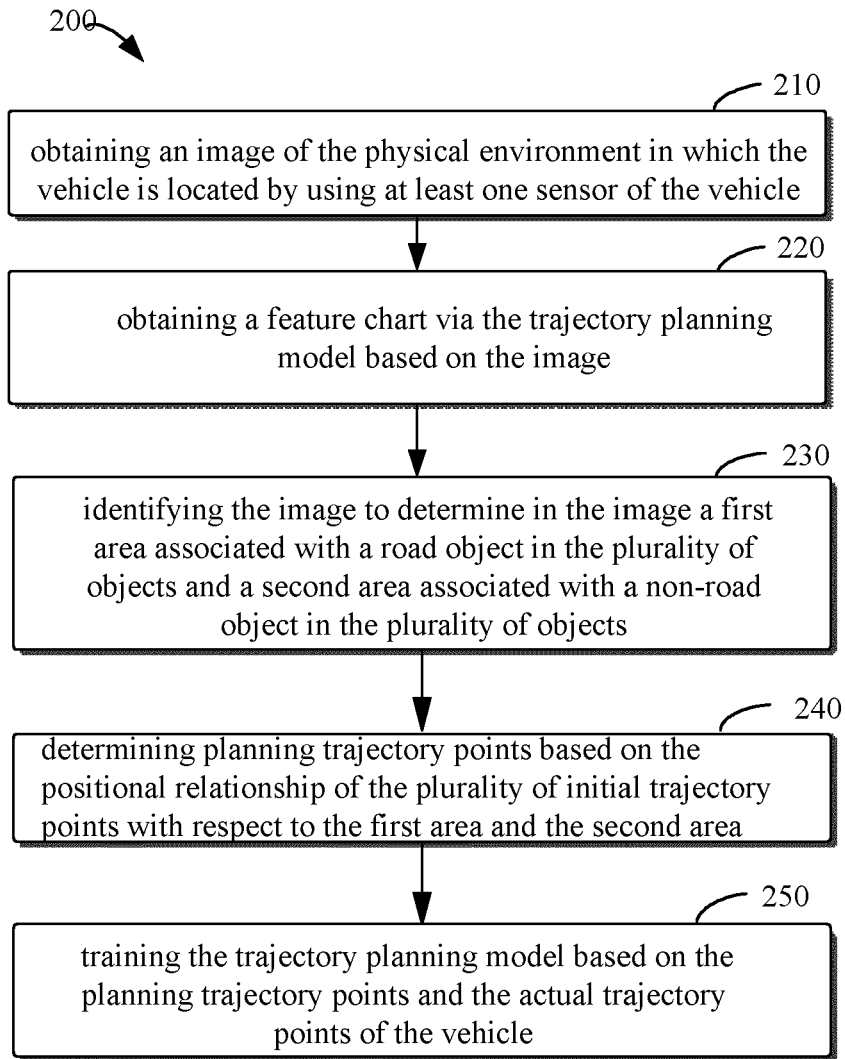 200
210
obtaining an image of the physical environment in which the
vehicle is located by using at least one sensor of the vehicle
220
obtaining a feature chart via the trajectory planning
model based on the image
230
identifying the image to determine in the image a first
area associated with a road object in the plurality of
objects and a second area associated with a non-road
object in the plurality of objects
240
determining planning trajectory points based on the
positional relationship of the plurality of initial trajectory
points with respect to the first area and the second area
250
training the trajectory planning model based on the
planning trajectory points and the actual trajectory
points of the vehicle